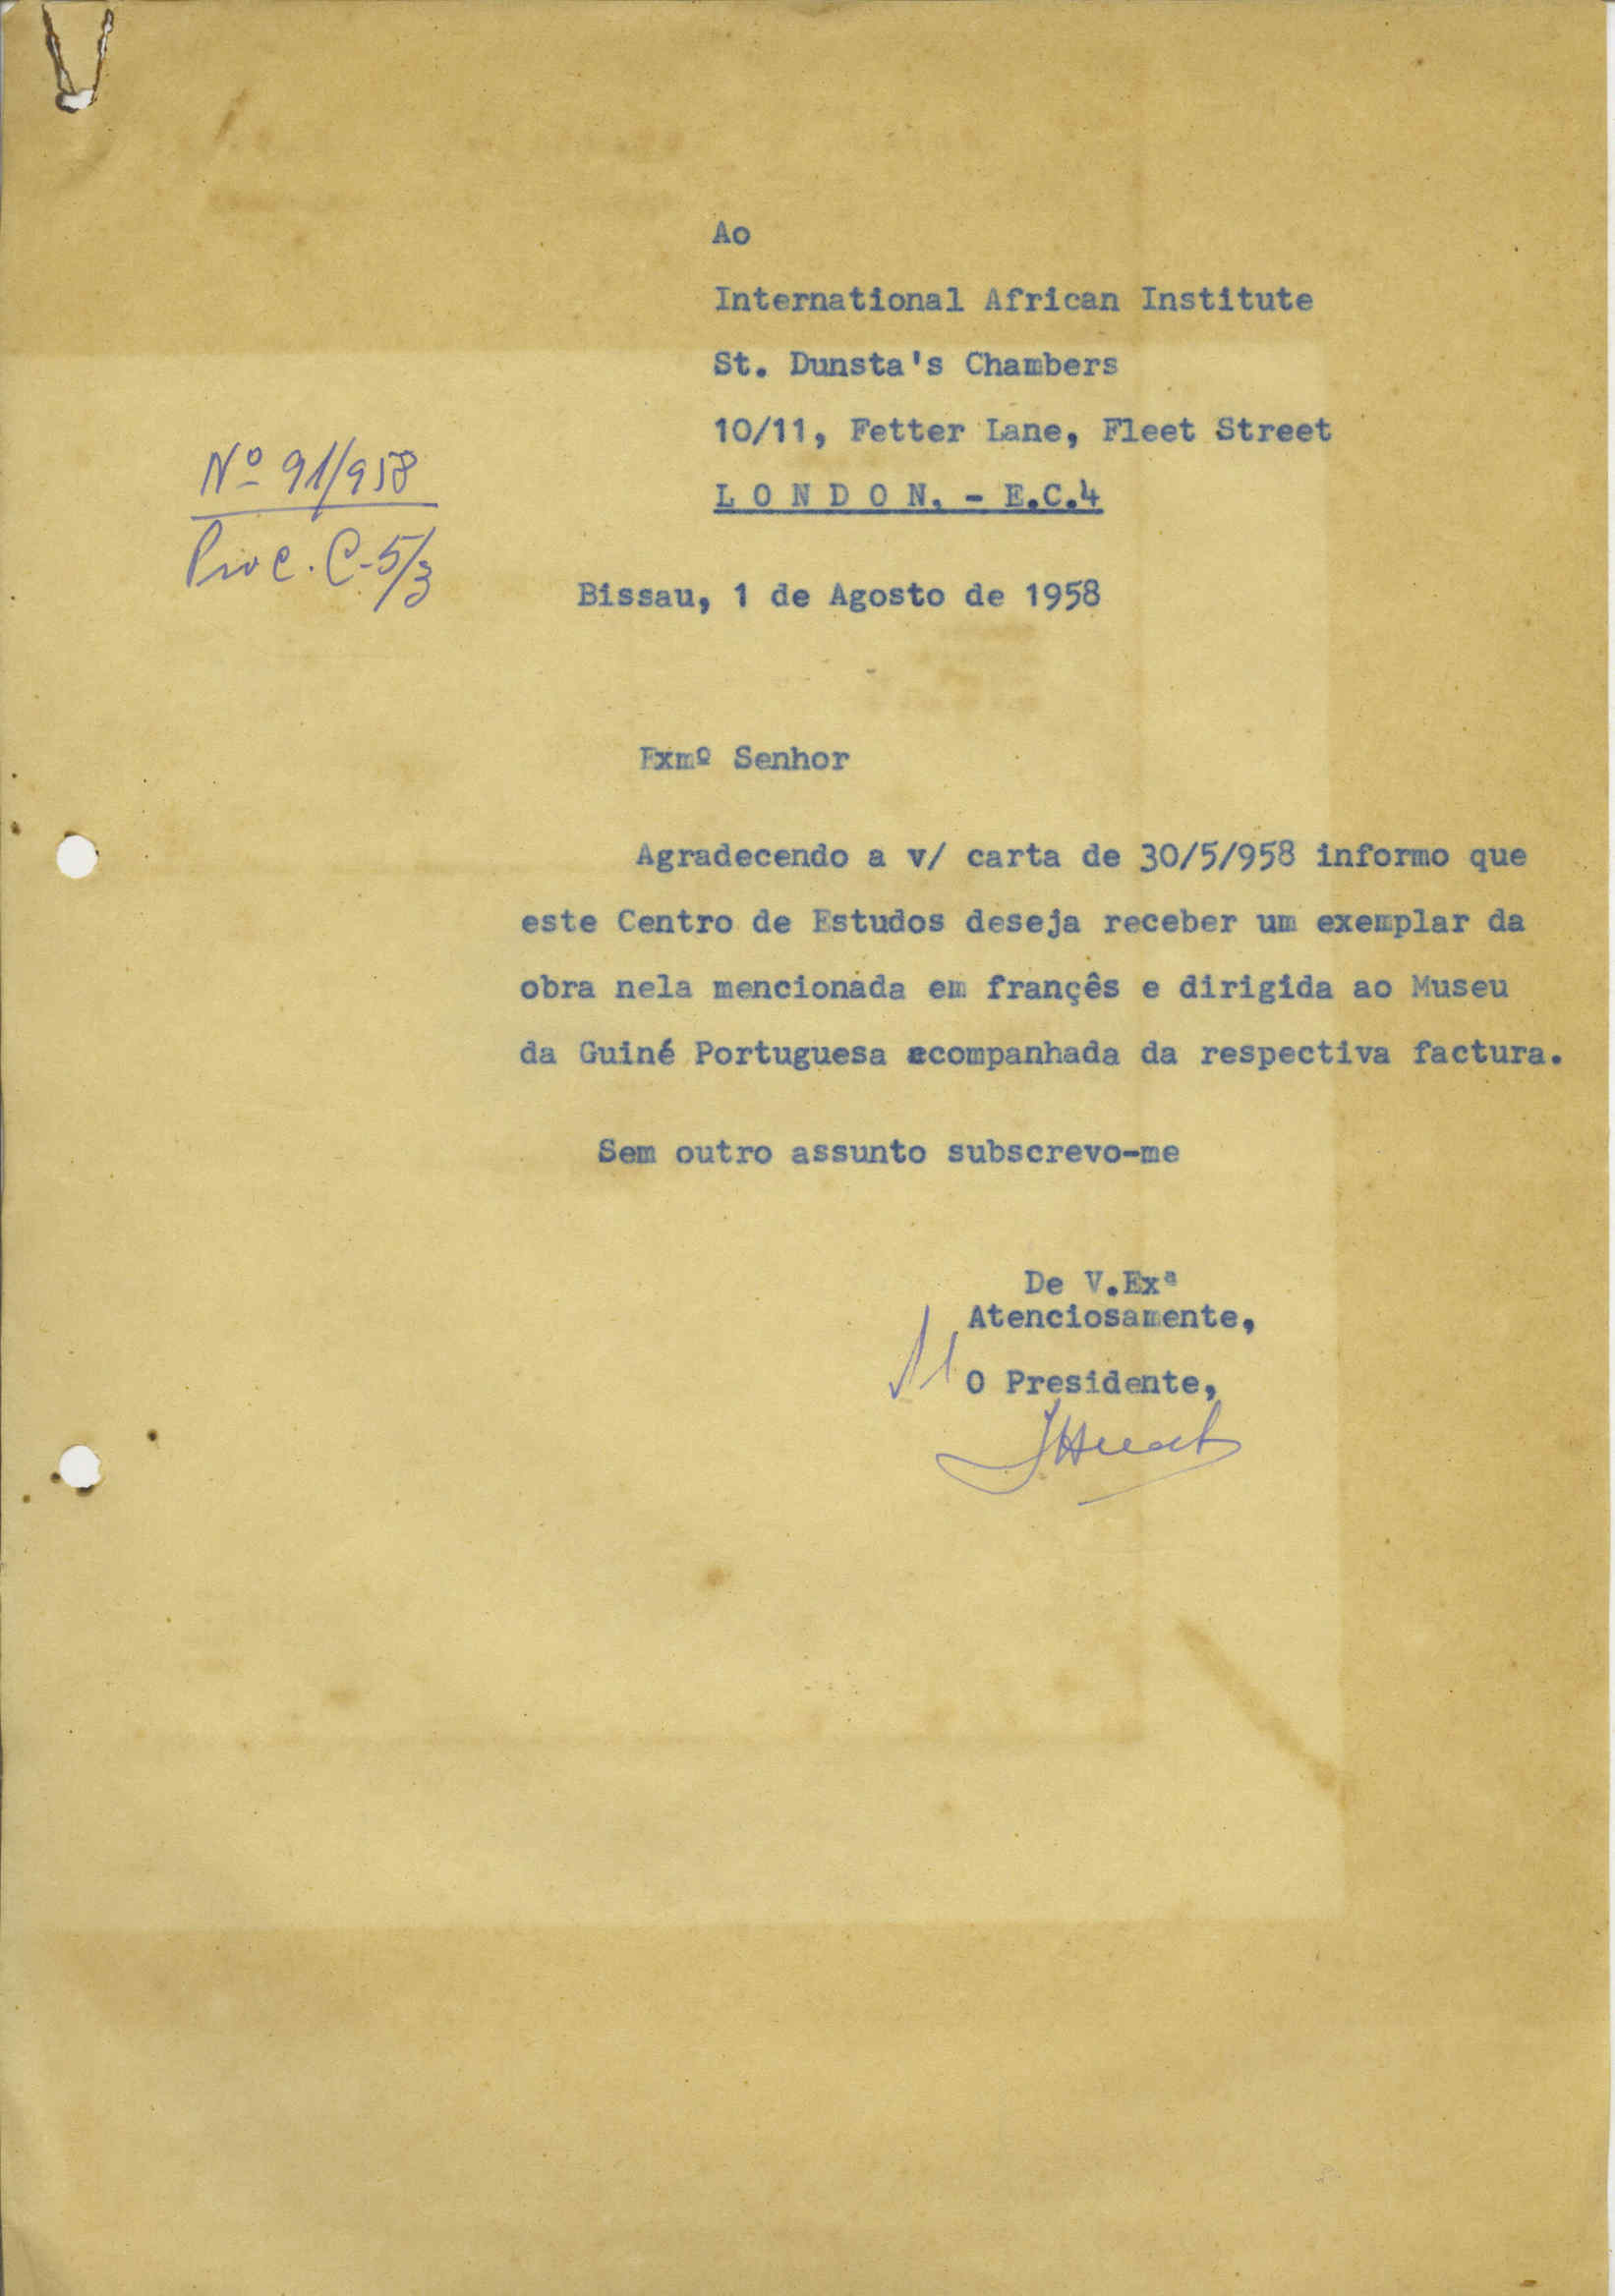 Ao
International African Institute
St. Dunsta's Chambers
10/11, Fetter Lane, Fleet Street
L O N D O N. - E.C.4
Nº 91/958
Proc. C-5/3
Bissau, 1 de Agosto de 1958
Exmº Senhor
Agradecendo a v/ carta de 30/5/958 informo que
este Centro de Estudos deseja receber um exemplar da
obra nela mencionada em françês e dirigida ao Museu
da Guiné Portuguesa acompanhada da respectiva factura.
Sem outro assunto subscrevo-me
De V.Exª
Atenciosamente,
O Presidente,